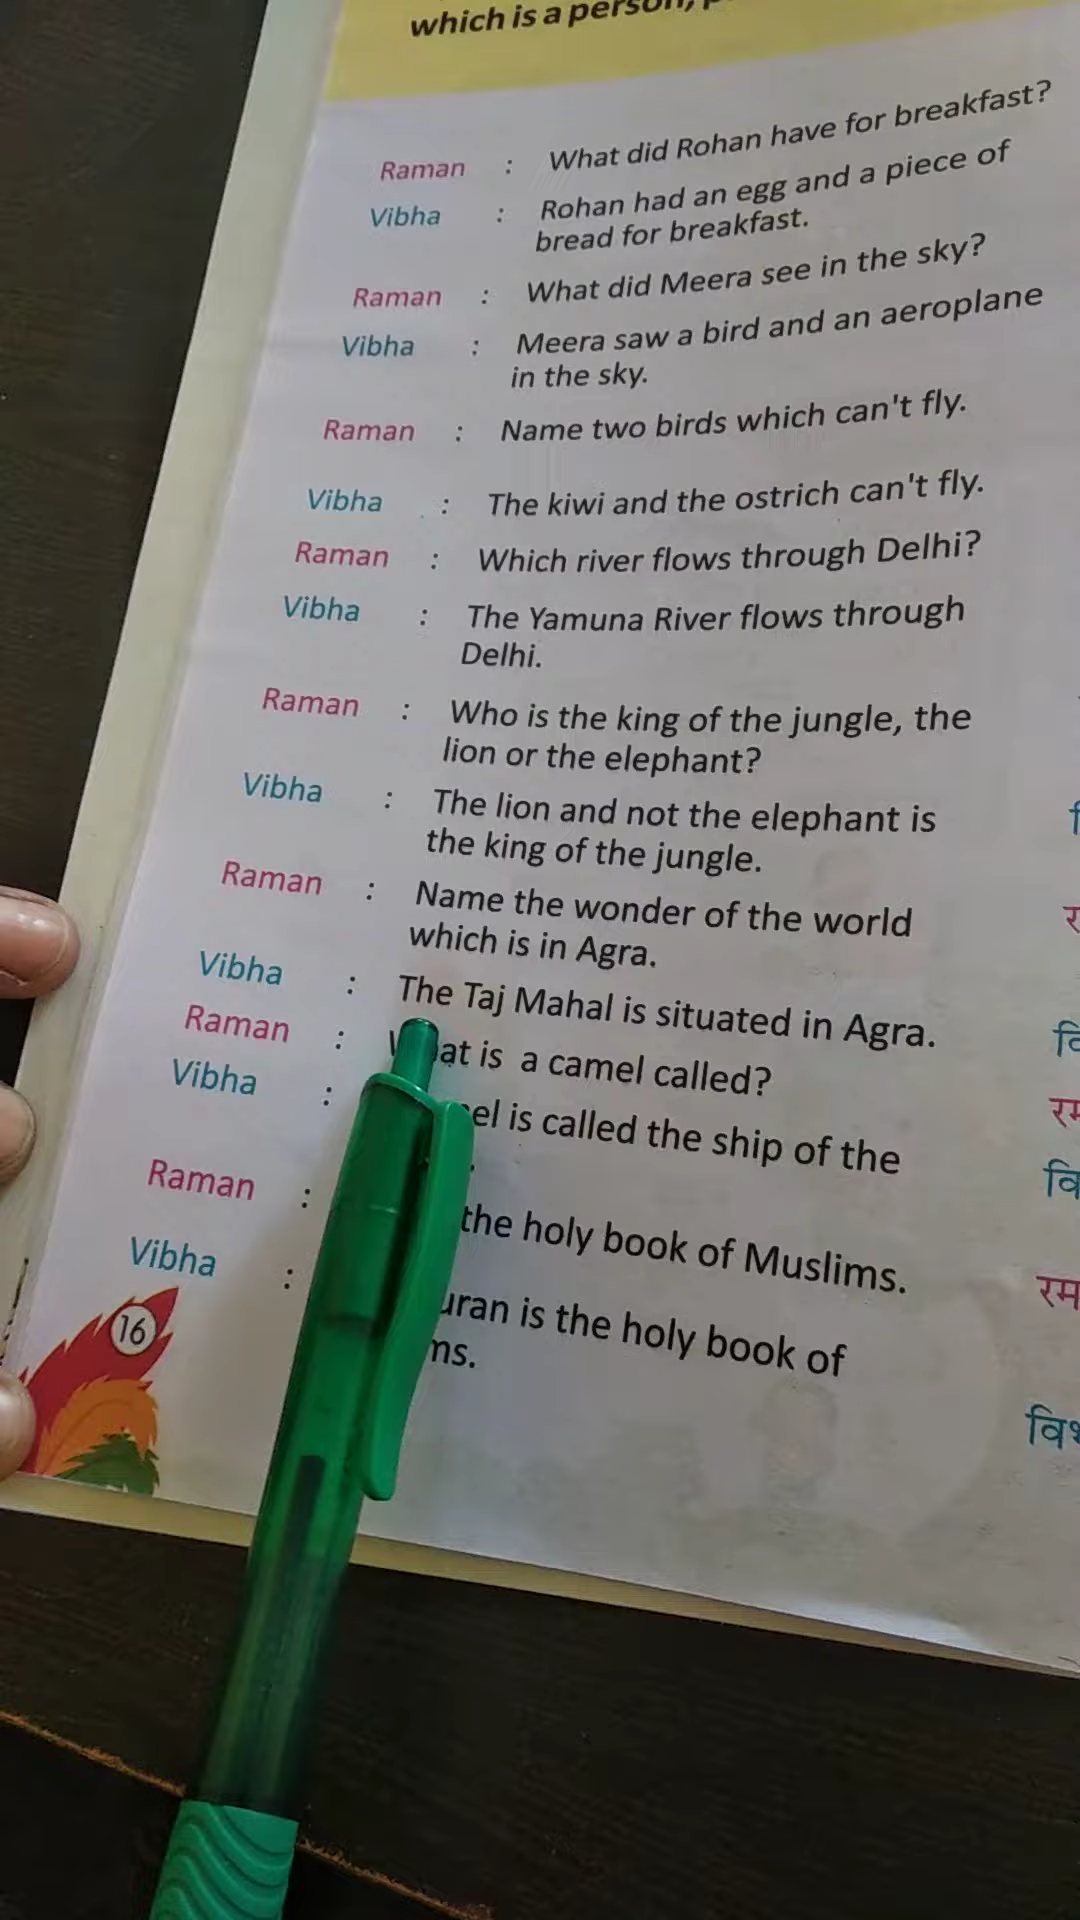 which is a person,
Raman : What did Rohan have for breakfast?
Vibha : Rohan had an egg and a piece of
bread for breakfast.
Raman : What did Meera see in the sky?
Vibha : Meera saw a bird and an aeroplane
in the sky.
Raman : Name two birds which can't fly.
Vibha : The kiwi and the ostrich can't fly.
Raman : Which river flows through Delhi?
Vibha : The Yamuna River flows through
Delhi.
Raman : Who is the king of the jungle, the
lion or the elephant?
Vibha : The lion and not the elephant is
the king of the jungle.
Raman : Name the wonder of the world
which is in Agra.
Vibha : The Taj Mahal is situated in Agra.
Raman : is a camel called?
Vibha : is called the ship of the
Raman : the holy book of Muslims.
Vibha : is the holy book of
16